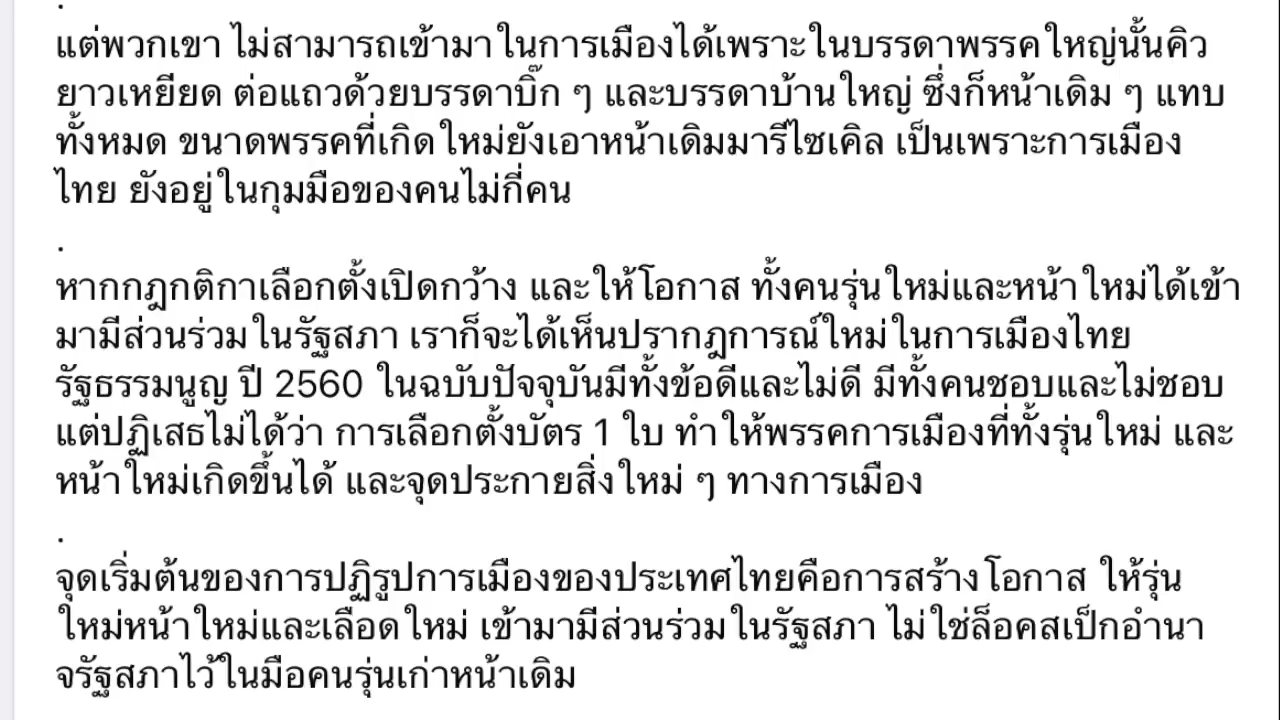 .
แต่พวกเขา ไม่สามารถเข้ามาในการเมืองได้เพราะในบรรดาพรรคใหญ่นั้นคิว
ยาวเหยียด ต่อแถวด้วยบรรดาบิ๊ก ๆ และบรรดาบ้านใหญ่ ซึ่งก็หน้าเดิม ๆ แทบ
ทั้งหมด ขนาดพรรคที่เกิดใหม่ยังเอาหน้าเดิมมารีไซเคิล เป็นเพราะการเมือง
ไทย ยังอยู่ในกุมมือของคนไม่กี่คน
.
หากกฎกติกาเลือกตั้งเปิดกว้าง และให้โอกาส ทั้งคนรุ่นใหม่และหน้าใหม่ได้เข้า
มามีส่วนร่วมในรัฐสภา เราก็จะได้เห็นปรากฏการณ์ใหม่ในการเมืองไทย
รัฐธรรมนูญ ปี 2560 ในฉบับปัจจุบันมีทั้งข้อดีและไม่ดี มีทั้งคนชอบและไม่ชอบ
แต่ปฏิเสธไม่ได้ว่า การเลือกตั้งบัตร 1 ใบ ทำให้พรรคการเมืองที่ทั้งรุ่นใหม่ และ
หน้าใหม่เกิดขึ้นได้ และจุดประกายสิ่งใหม่ ๆ ทางการเมือง
.
จุดเริ่มต้นของการปฏิรูปการเมืองของประเทศไทยคือการสร้างโอกาส ให้รุ่น
ใหม่หน้าใหม่และเลือดใหม่ เข้ามามีส่วนร่วมในรัฐสภา ไม่ใช่ล็อคสเป็กอำนา
จรัฐสภาไว้ในมือคนรุ่นเก่าหน้าเดิม